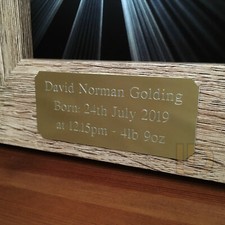 David Norman Golding
Born: 24th July 2019
at 12:15pm - 4lb 9oz